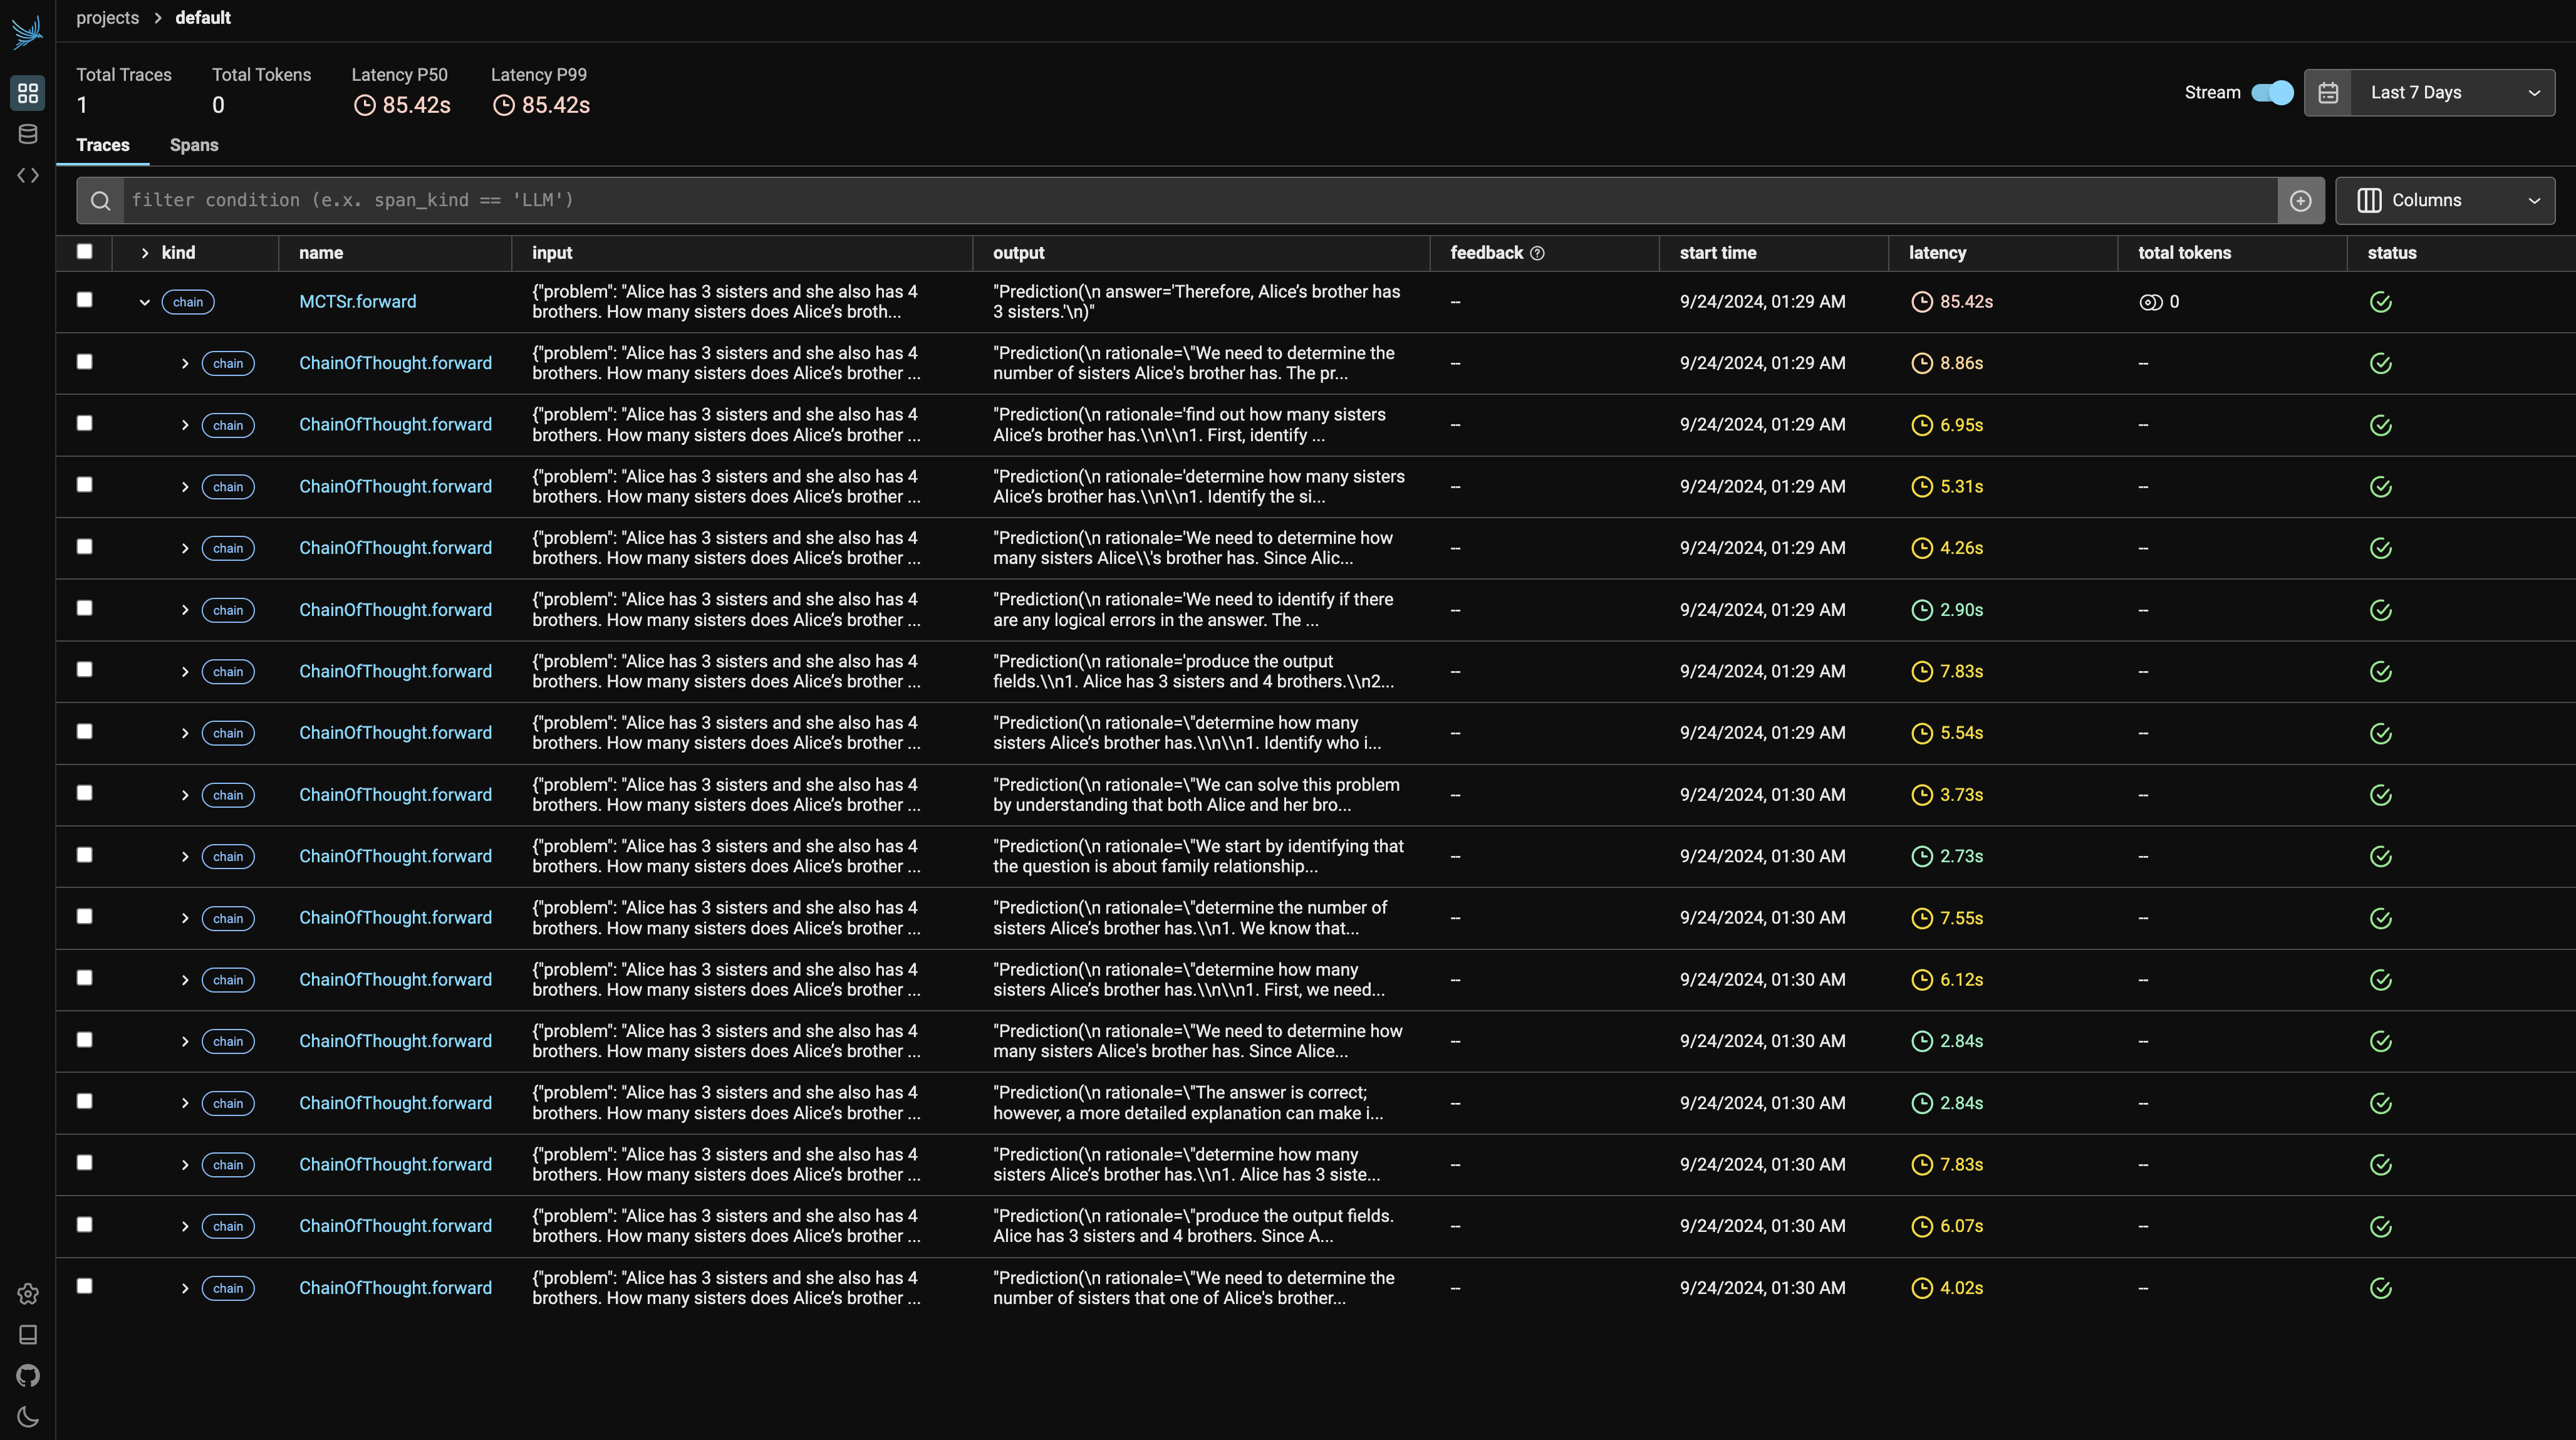 projects > default
Total Traces Total Tokens Latency P50 Latency P99
1 0 85.42s 85.42s
Stream Last 7 Days
Traces Spans
filter condition (e.x. span_kind == 'LLM')
Columns
kind name input output feedback start time latency total tokens status
chain MCTSr.forward {"problem": "Alice has 3 sisters and she also has 4 "Prediction(\n answer='Therefore, Alice’s brother has -- 9/24/2024, 01:29 AM 85.42s 0
brothers. How many sisters does Alice’s broth... 3 sisters.'\n)"
chain ChainOfThought.forward {"problem": "Alice has 3 sisters and she also has 4 "Prediction(\n rationale=\"We need to determine the -- 9/24/2024, 01:29 AM 8.86s --
brothers. How many sisters does Alice’s brother ... number of sisters Alice's brother has. The pr...
chain ChainOfThought.forward {"problem": "Alice has 3 sisters and she also has 4 "Prediction(\n rationale='find out how many sisters -- 9/24/2024, 01:29 AM 6.95s --
brothers. How many sisters does Alice’s brother ... Alice’s brother has.\\n\\n1. First, identify ...
chain ChainOfThought.forward {"problem": "Alice has 3 sisters and she also has 4 "Prediction(\n rationale='determine how many sisters -- 9/24/2024, 01:29 AM 5.31s --
brothers. How many sisters does Alice’s brother ... Alice’s brother has.\\n\\n1. Identify the si...
chain ChainOfThought.forward {"problem": "Alice has 3 sisters and she also has 4 "Prediction(\n rationale='We need to determine how -- 9/24/2024, 01:29 AM 4.26s --
brothers. How many sisters does Alice’s brother ... many sisters Alice\\'s brother has. Since Alic...
chain ChainOfThought.forward {"problem": "Alice has 3 sisters and she also has 4 "Prediction(\n rationale='We need to identify if there -- 9/24/2024, 01:29 AM 2.90s --
brothers. How many sisters does Alice’s brother ... are any logical errors in the answer. The ...
chain ChainOfThought.forward {"problem": "Alice has 3 sisters and she also has 4 "Prediction(\n rationale='produce the output -- 9/24/2024, 01:29 AM 7.83s --
brothers. How many sisters does Alice’s brother ... fields.\\n1. Alice has 3 sisters and 4 brothers.\\n2...
chain ChainOfThought.forward {"problem": "Alice has 3 sisters and she also has 4 "Prediction(\n rationale=\"determine how many -- 9/24/2024, 01:29 AM 5.54s --
brothers. How many sisters does Alice’s brother ... sisters Alice’s brother has.\\n\\n1. Identify who i...
chain ChainOfThought.forward {"problem": "Alice has 3 sisters and she also has 4 "Prediction(\n rationale=\"We can solve this problem -- 9/24/2024, 01:30 AM 3.73s --
brothers. How many sisters does Alice’s brother ... by understanding that both Alice and her bro...
chain ChainOfThought.forward {"problem": "Alice has 3 sisters and she also has 4 "Prediction(\n rationale=\"We start by identifying that -- 9/24/2024, 01:30 AM 2.73s --
brothers. How many sisters does Alice’s brother ... the question is about family relationship...
chain ChainOfThought.forward {"problem": "Alice has 3 sisters and she also has 4 "Prediction(\n rationale=\"determine the number of -- 9/24/2024, 01:30 AM 7.55s --
brothers. How many sisters does Alice’s brother ... sisters Alice’s brother has.\\n1. We know that...
chain ChainOfThought.forward {"problem": "Alice has 3 sisters and she also has 4 "Prediction(\n rationale=\"determine how many -- 9/24/2024, 01:30 AM 6.12s --
brothers. How many sisters does Alice’s brother ... sisters Alice’s brother has.\\n\\n1. First, we need...
chain ChainOfThought.forward {"problem": "Alice has 3 sisters and she also has 4 "Prediction(\n rationale=\"We need to determine how -- 9/24/2024, 01:30 AM 2.84s --
brothers. How many sisters does Alice’s brother ... many sisters Alice's brother has. Since Alice...
chain ChainOfThought.forward {"problem": "Alice has 3 sisters and she also has 4 "Prediction(\n rationale=\"The answer is correct; -- 9/24/2024, 01:30 AM 2.84s --
brothers. How many sisters does Alice’s brother ... however, a more detailed explanation can make i...
chain ChainOfThought.forward {"problem": "Alice has 3 sisters and she also has 4 "Prediction(\n rationale=\"determine how many -- 9/24/2024, 01:30 AM 7.83s --
brothers. How many sisters does Alice’s brother ... sisters Alice’s brother has.\\n1. Alice has 3 siste...
chain ChainOfThought.forward {"problem": "Alice has 3 sisters and she also has 4 "Prediction(\n rationale=\"produce the output fields. -- 9/24/2024, 01:30 AM 6.07s --
brothers. How many sisters does Alice’s brother ... Alice has 3 sisters and 4 brothers. Since A...
chain ChainOfThought.forward {"problem": "Alice has 3 sisters and she also has 4 "Prediction(\n rationale=\"We need to determine the -- 9/24/2024, 01:30 AM 4.02s --
brothers. How many sisters does Alice’s brother ... number of sisters that one of Alice's brother...